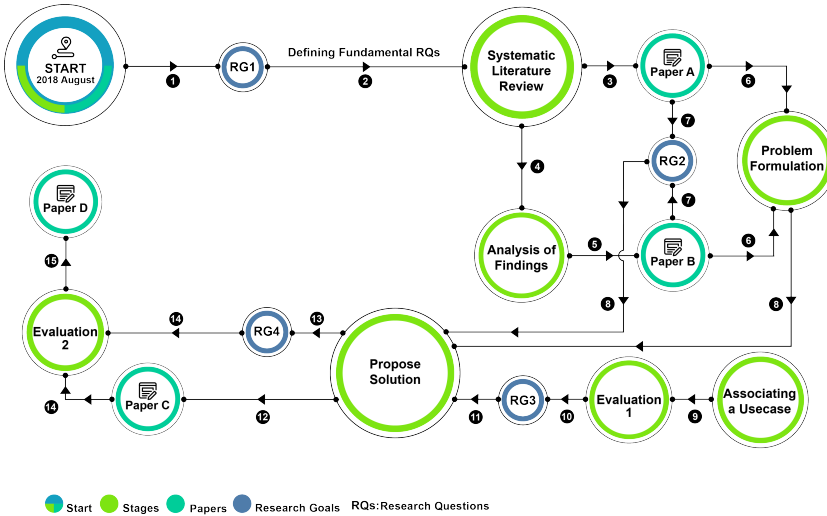 START
2018 August
1
RG1
Defining Fundamental RQs
2
Systematic
Literature
Review
3
Paper A
6
7
4
RG2
Problem
Formulation
7
Paper D
Analysis of
Findings
5
Paper B
6
15
8
8
Evaluation
2
14
RG4
13
Propose
Solution
14
Paper C
12
11
RG3
10
Evaluation
1
9
Associating
a Usecase
Start
Stages
Papers
Research Goals
RQs:Research Questions